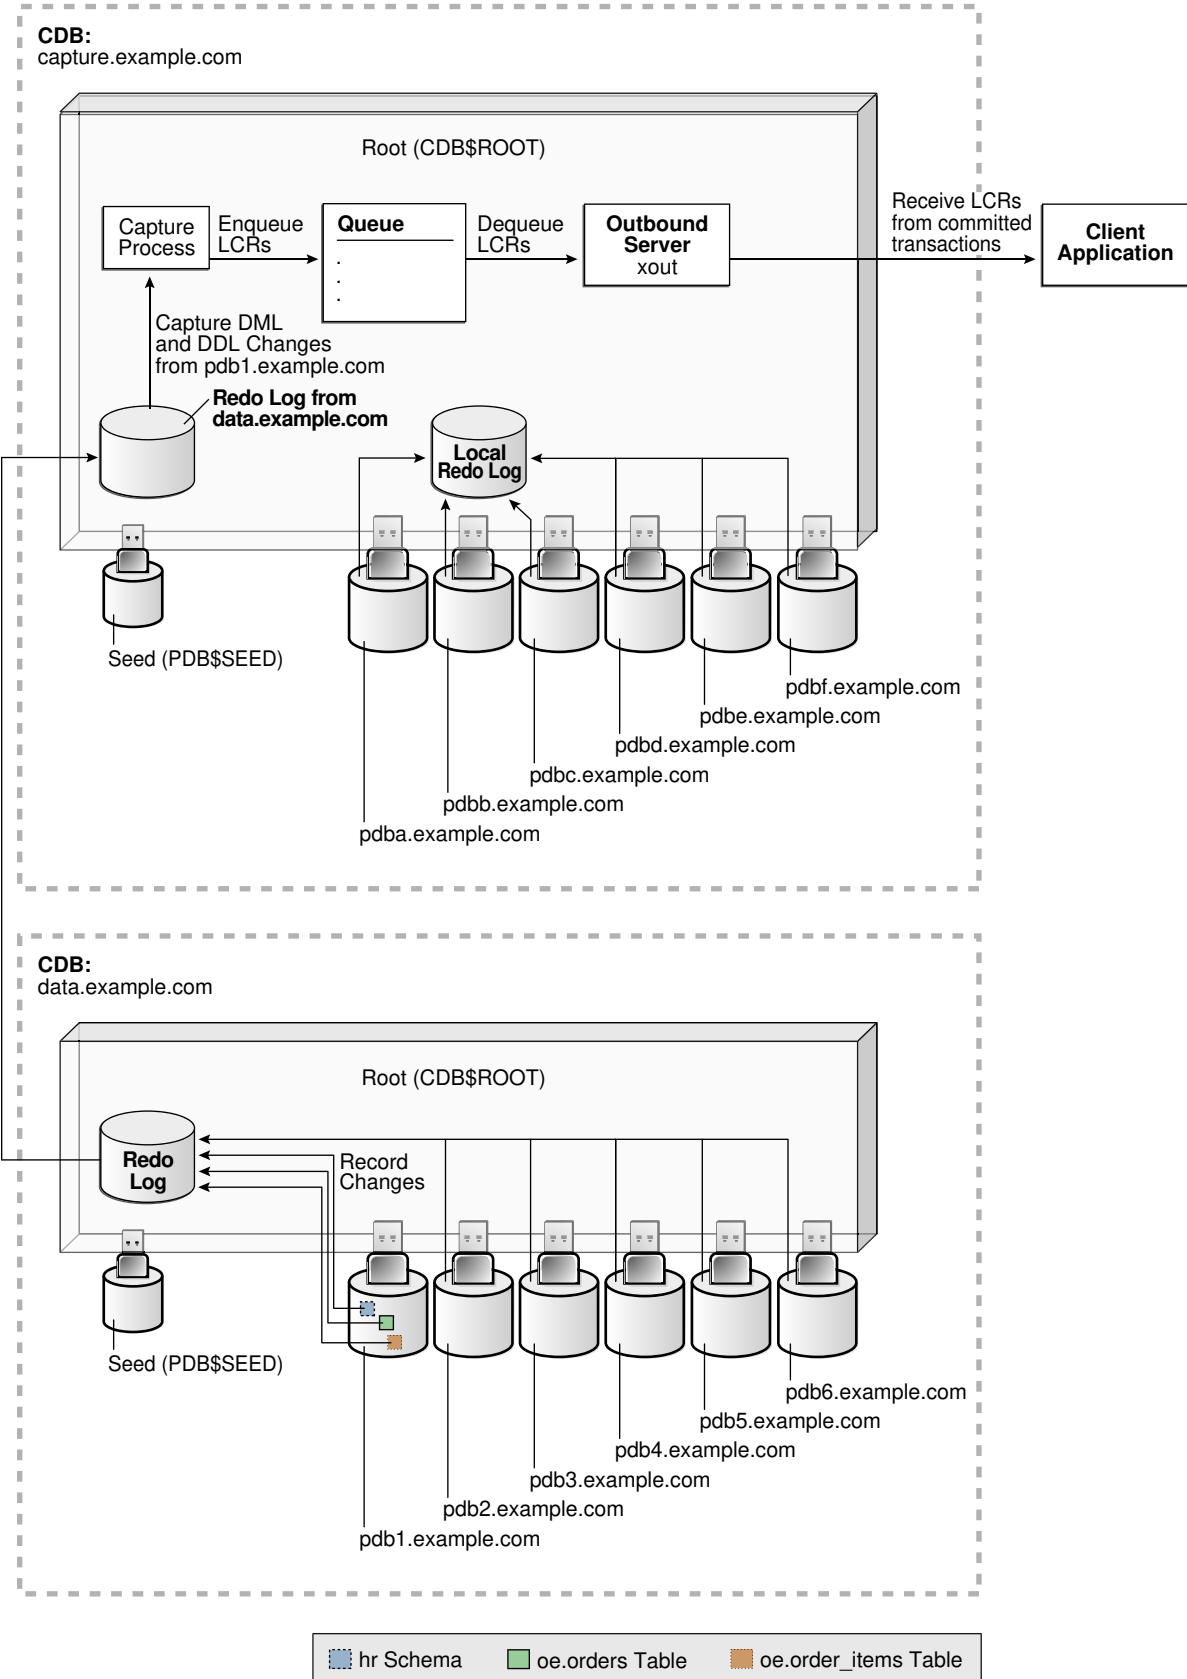 CDB:
capture.example.com
Root (CDB$ROOT)
Capture
Process
Enqueue
LCRs
Queue
.
.
.
Dequeue
LCRs
Outbound
Server
xout
Receive LCRs
from committed
transactions
Client
Application
Capture DML
and DDL Changes
from pdb1.example.com
Redo Log from
data.example.com
Local
Redo Log
Seed (PDB$SEED)
pdbf.example.com
pdbe.example.com
pdbd.example.com
pdbc.example.com
pdbb.example.com
pdba.example.com
CDB:
data.example.com
Root (CDB$ROOT)
Redo
Log
Record
Changes
Seed (PDB$SEED)
pdb6.example.com
pdb5.example.com
pdb4.example.com
pdb3.example.com
pdb2.example.com
pdb1.example.com
hr Schema
oe.orders Table
oe.order_items Table